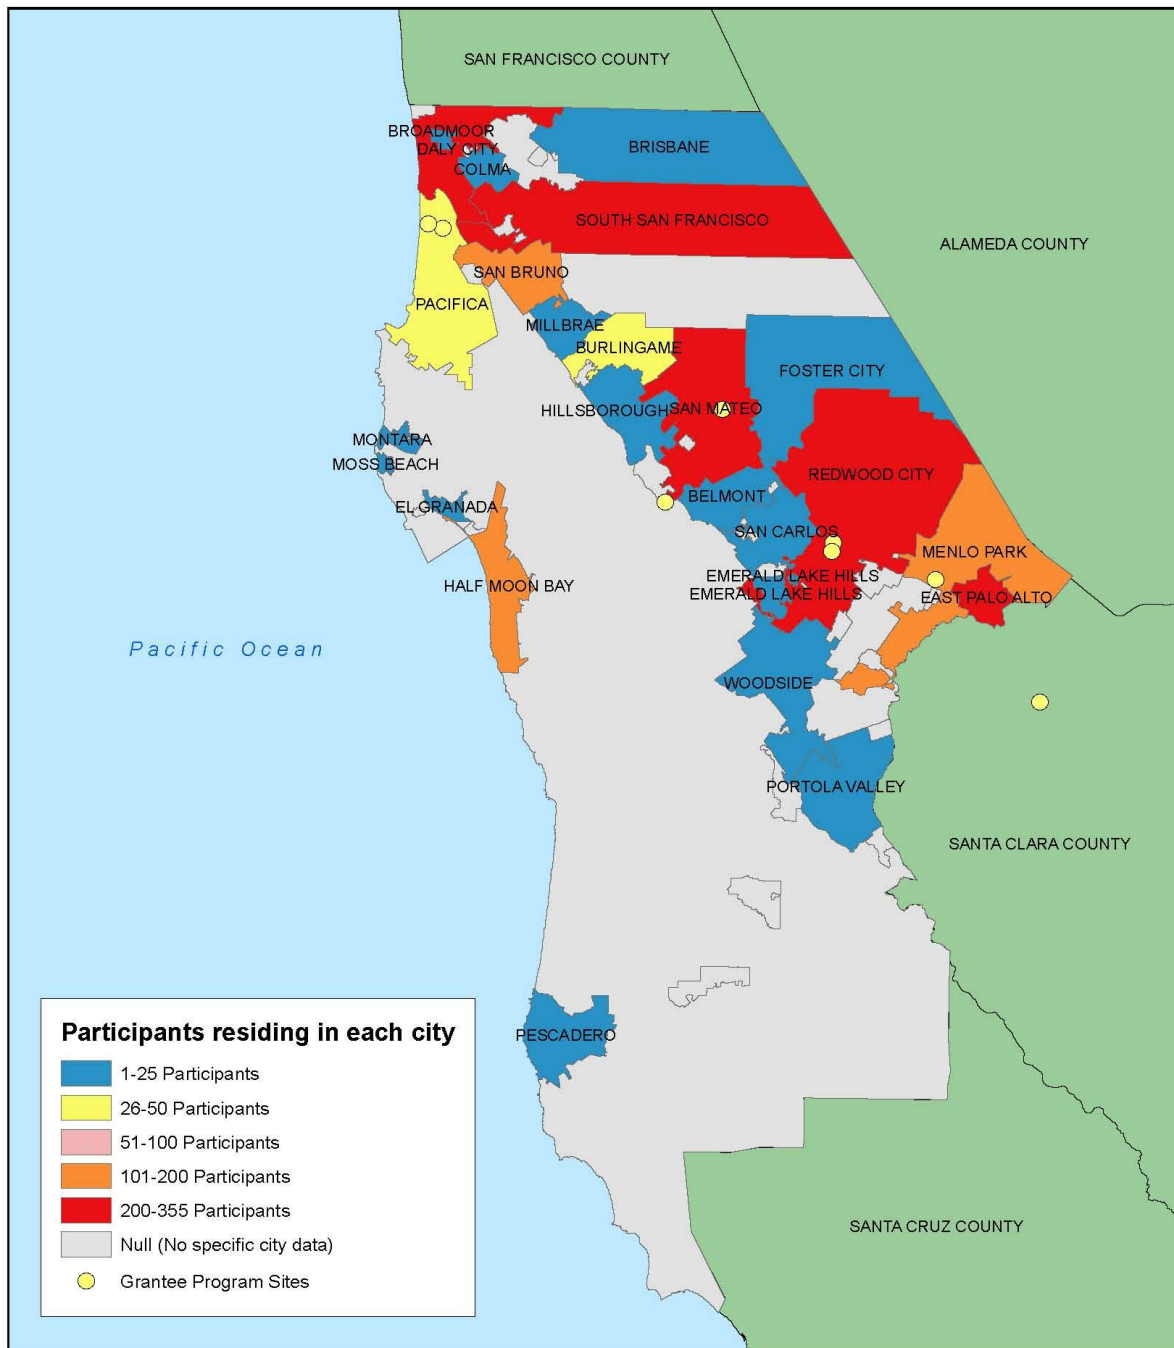 SAN FRANCISCO COUNTY
BROADMOOR
DALY CITY
COLMA
BRISBANE
SOUTH SAN FRANCISCO
ALAMEDA COUNTY
SAN BRUNO
PACIFICA
MILLBRAE
BURLINGAME
FOSTER CITY
HILLSBOROUGH
SAN MATEO
MONTARA
MOSS BEACH
REDWOOD CITY
BELMONT
EL GRANADA
SAN CARLOS
MENLO PARK
HALF MOON BAY
EMERALD LAKE HILLS
EMERALD LAKE HILLS
EAST PALO ALTO
Pacific Ocean
WOODSIDE
PORTOLA VALLEY
SANTA CLARA COUNTY
PESCADERO
SANTA CRUZ COUNTY
Participants residing in each city
1-25 Participants
26-50 Participants
51-100 Participants
101-200 Participants
200-355 Participants
Null (No specific city data)
Grantee Program Sites